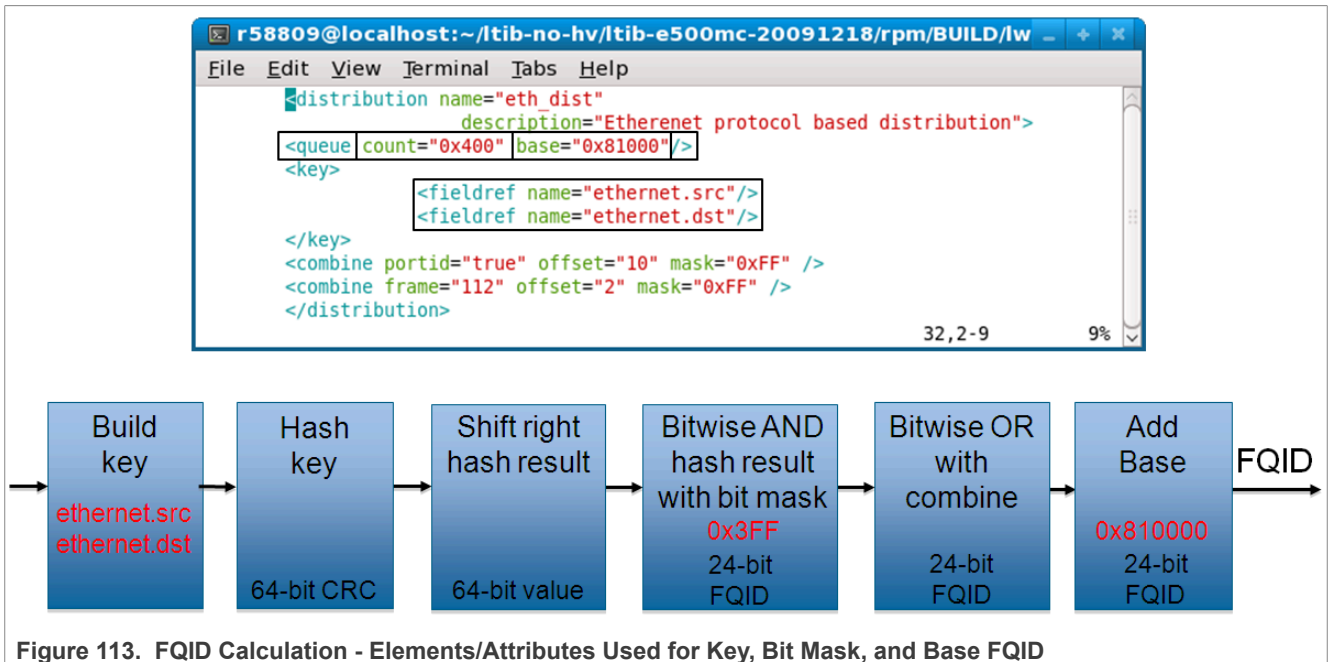 r58809@localhost:~/ltib-no-hv/ltib-e500mc-20091218/rpm/BUILD/lw
File Edit View Terminal Tabs Help
<distribution name="eth_dist"
description="Etherenet protocol based distribution">
<queue count="0x400" base="0x81000"/>
<key>
<fieldref name="ethernet.src"/>
<fieldref name="ethernet.dst"/>
</key>
<combine portid="true" offset="10" mask="0xFF" />
<combine frame="112" offset="2" mask="0xFF" />
</distribution>
32,2-9 9%
Build
key
ethernet.src
ethernet.dst
Hash
key
64-bit CRC
Shift right
hash result
64-bit value
Bitwise AND
hash result
with bit mask
0x3FF
24-bit
FQID
Bitwise OR
with
combine
24-bit
FQID
Add
Base
0x810000
24-bit
FQID
FQID
Figure 113. FQID Calculation - Elements/Attributes Used for Key, Bit Mask, and Base FQID